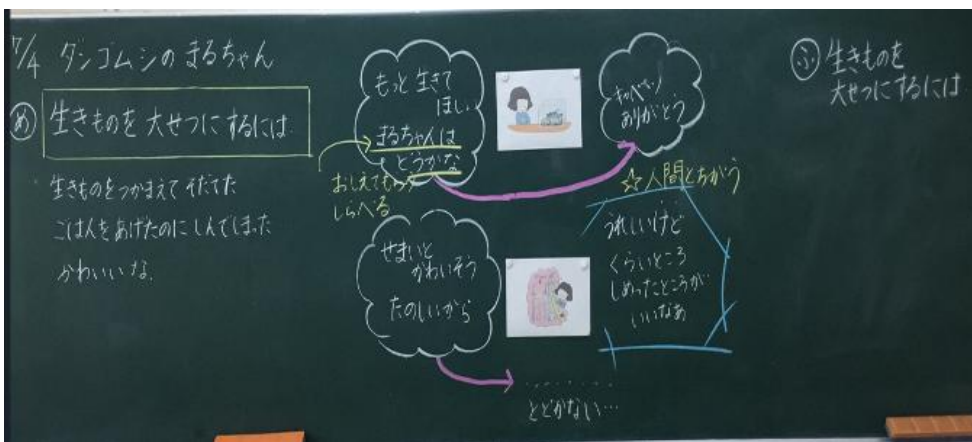 7/4 ダンゴムシの まるちゃん
め 生きものを 大せつに するには
生きものをつかまえて そだてた
ごはんをあげたのに しんでしまった
かわいいな
もっと 生きて
ほしい
まるちゃんは
どうかな
おしえてもらう
しらべる
キャベツ
ありがとう
☆人間とちがう
せまいと
かわいそう
たのしいから
うれしいけど
くらいところ
しめったところが
いいなあ
とどかない…
ふ 生きものを
大せつにするには